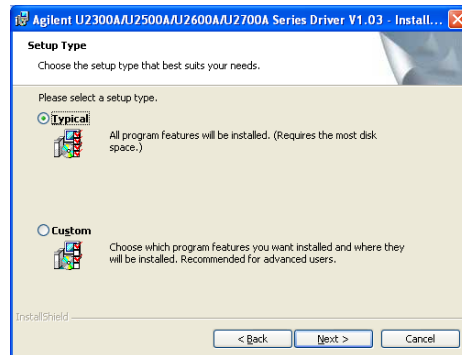 Agilent U2300A/U2500A/U2600A/U2700A Series Driver V1.03 - Install...
Setup Type
Choose the setup type that best suits your needs.
Please select a setup type.
Typical
All program features will be installed. (Requires the most disk
space.)
Custom
Choose which program features you want installed and where they
will be installed. Recommended for advanced users.
InstallShield
< Back Next > Cancel